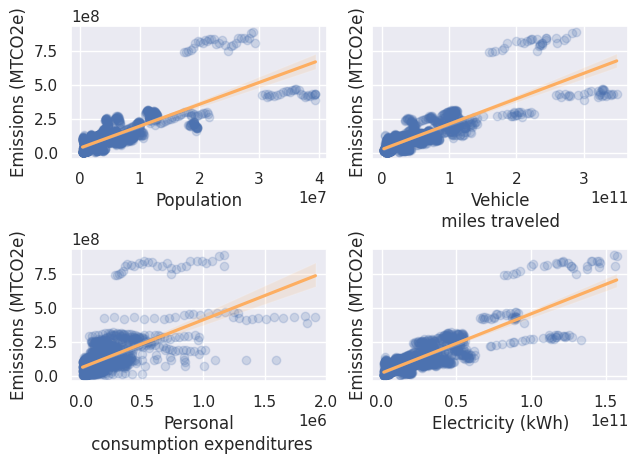 1e8
Emissions (MTCO2e)
7.5
5.0
2.5
0.0
0 1 2 3 4
1e7
Population
Emissions (MTCO2e)
0 1 2 3
1e11
Vehicle
miles traveled
1e8
Emissions (MTCO2e)
7.5
5.0
2.5
0.0
0.0 0.5 1.0 1.5 2.0
1e6
Personal
consumption expenditures
Emissions (MTCO2e)
0.0 0.5 1.0 1.5
1e11
Electricity (kWh)